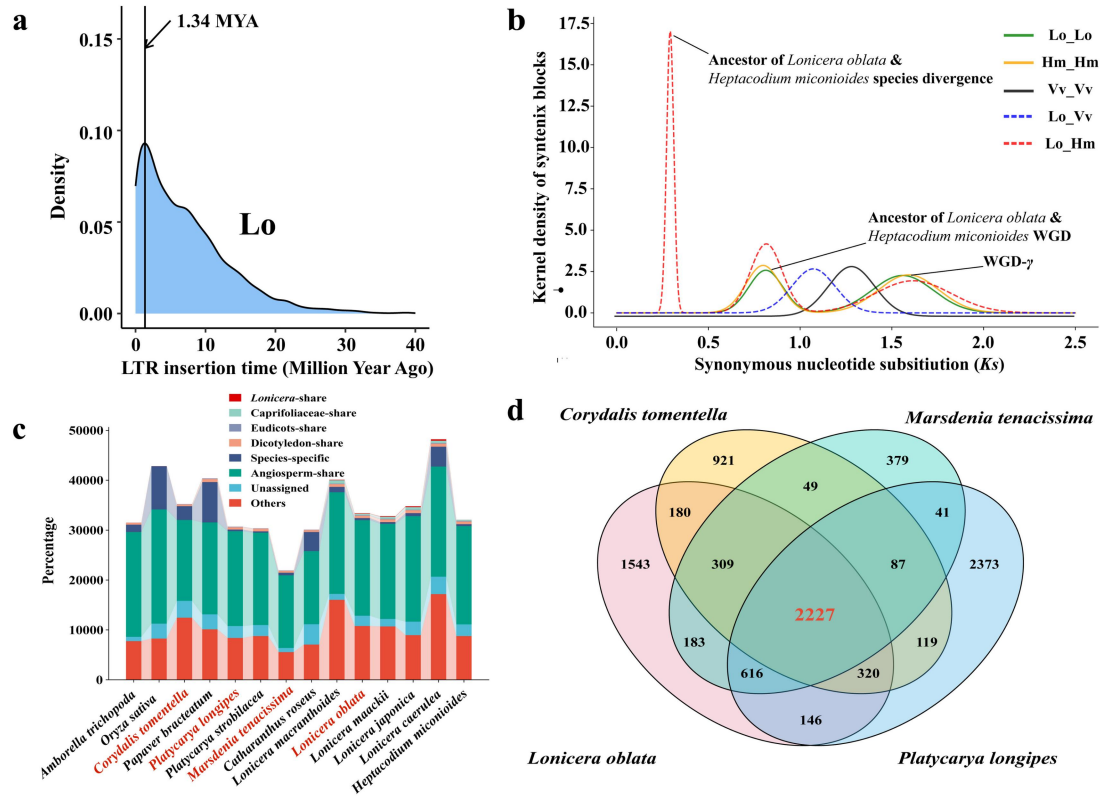 a
1.34 MYA
0.15
0.10
0.05
0.00
Density
Lo
0
10
20
30
40
LTR insertion time (Million Year Ago)
b
17.5
15.0
12.5
10.0
7.5
5.0
2.5
0.0
Kernel density of syntenix blocks
Ancestor of Lonicera oblata &
Heptacodium miconioides species divergence
Lo_Lo
Hm_Hm
Vv_Vv
Lo_Vv
Lo_Hm
Ancestor of Lonicera oblata &
Heptacodium miconioides WGD
WGD-γ
0.0
0.5
1.0
1.5
2.0
2.5
Synonymous nucleotide subsitiution (Ks)
c
Lonicera-share
Caprifoliaceae-share
Eudicots-share
Dicotyledon-share
Species-specific
Angiosperm-share
Unassigned
Others
50000
40000
30000
20000
10000
0
Percentage
Amborella trichopoda
Oryza sativa
Corydalis tomentella
Papaver bracteatum
Platycarya longipes
Platycarya strobilacea
Marsdenia tenacissima
Catharanthus roseus
Lonicera macranthoides
Lonicera oblata
Lonicera maackii
Lonicera japonica
Lonicera caerulea
Heptacodium miconioides
d
Corydalis tomentella
Marsdenia tenacissima
921
379
49
180
41
1543
309
87
2373
2227
183
119
616
320
146
Lonicera oblata
Platycarya longipes